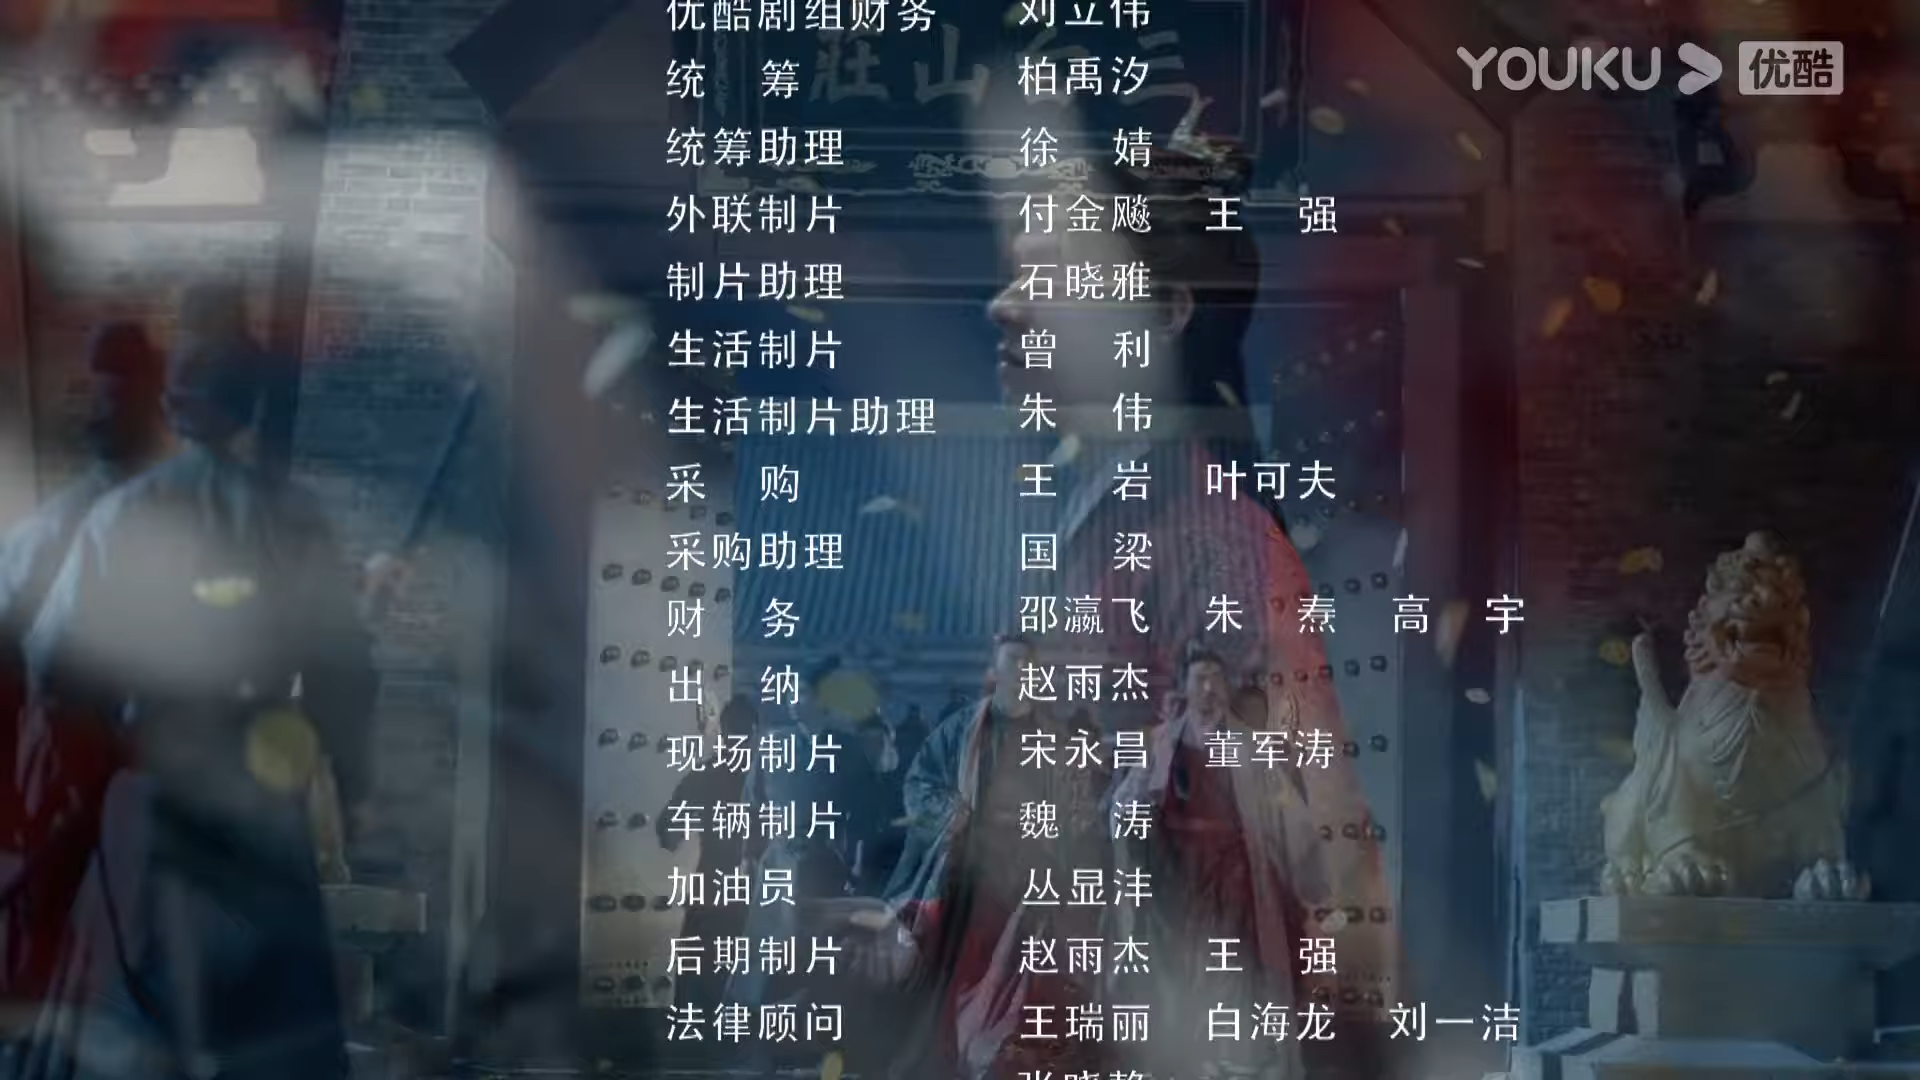 优酷剧组财务 刘立伟
YOUKU 优酷
三白山莊
统筹 柏禹汐
统筹助理 徐婧
外联制片 付金飚 王强
制片助理 石晓雅
生活制片 曾利
生活制片助理 朱伟
采购 王岩 叶可夫
采购助理 国梁
财务 邵瀛飞 朱焘 高宇
出纳 赵雨杰
现场制片 宋永昌 董军涛
车辆制片 魏涛
加油员 丛显沣
后期制片 赵雨杰 王强
法律顾问 王瑞丽 白海龙 刘一洁